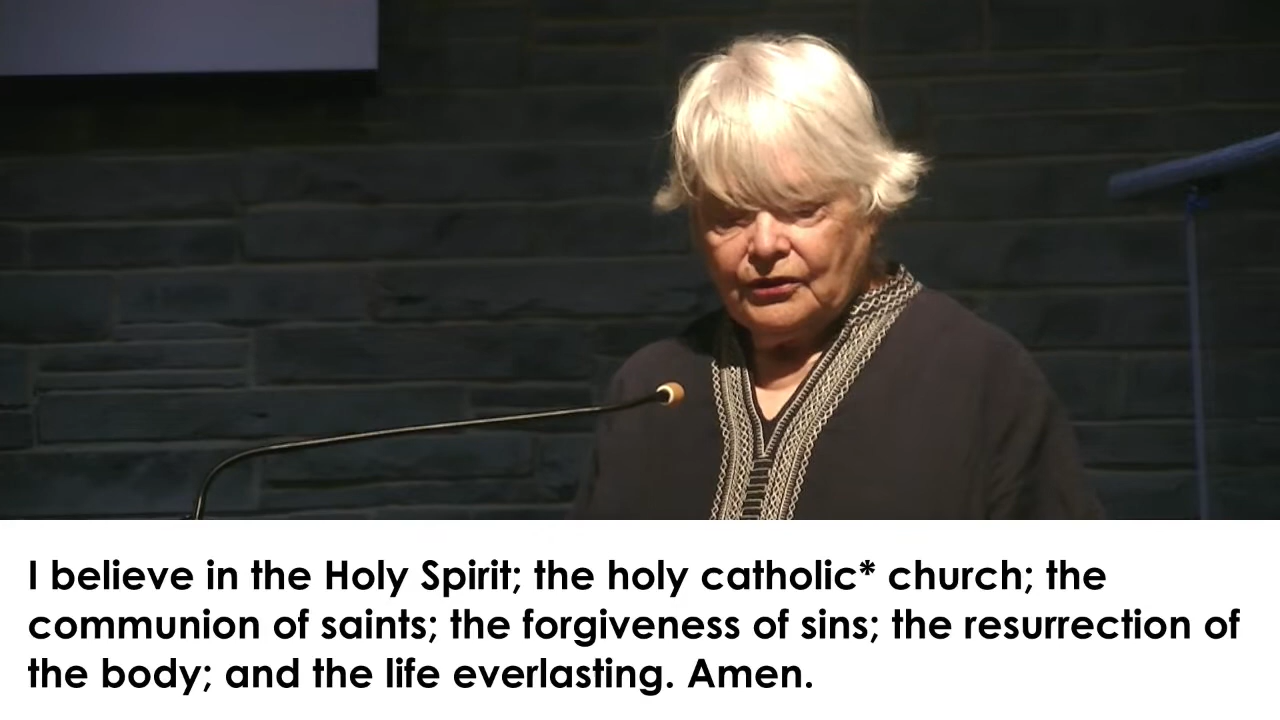 I believe in the Holy Spirit; the holy catholic* church; the
communion of saints; the forgiveness of sins; the resurrection of
the body; and the life everlasting. Amen.